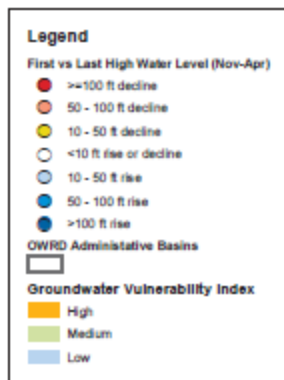 Legend
First vs Last High Water Level (Nov-Apr)
>=100 ft decline
50 - 100 ft decline
10 - 50 ft decline
<10 ft rise or decline
10 - 50 ft rise
50 - 100 ft rise
>100 ft rise
OWRD Administative Basins
Groundwater Vulnerability Index
High
Medium
Low